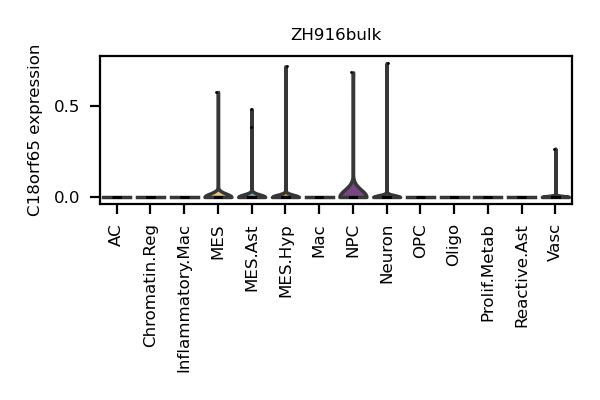 ZH916bulk
C18orf65 expression
0.5
0.0
AC
Chromatin.Reg
Inflammatory.Mac
MES
MES.Ast
MES.Hyp
Mac
NPC
Neuron
OPC
Oligo
Prolif.Metab
Reactive.Ast
Vasc